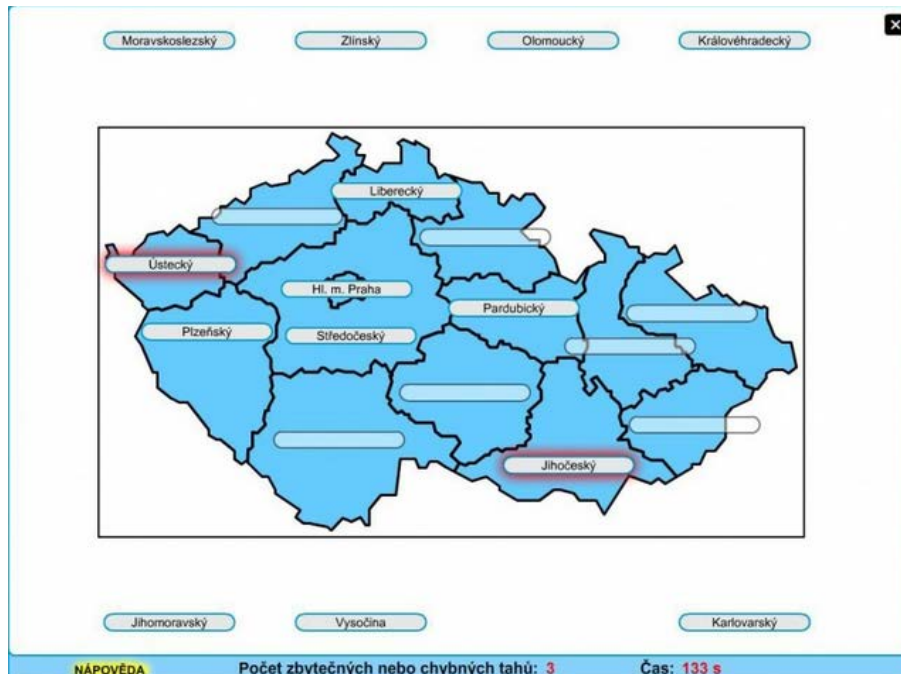 Moravskoslezský
Zlínský
Olomoucký
Královéhradecký
Liberecký
Ústecký
Hl. m. Praha
Pardubický
Plzeňský
Středočeský
Jihočeský
Jihomoravský
Vysočina
Karlovarský
NÁPOVĚDA
Počet zbytečných nebo chybných tahů: 3
Čas: 133 s